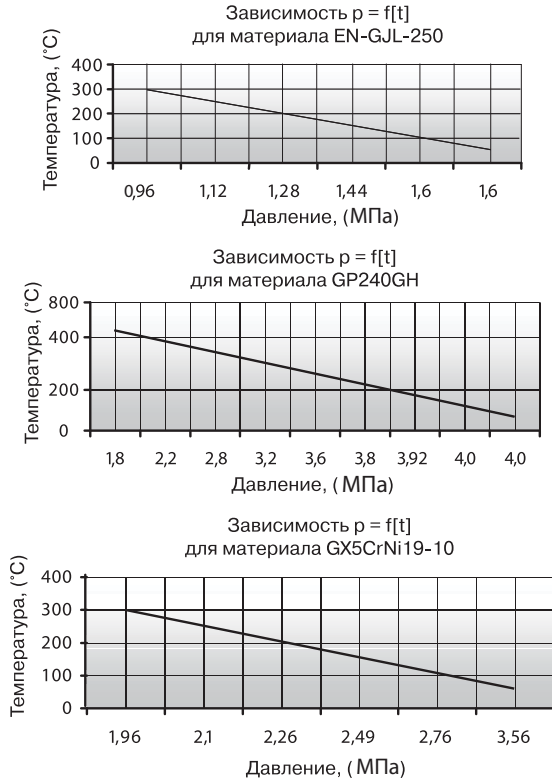 Зависимость p = f[t]
для материала EN-GJL-250
Температура, (°C)
400
300
200
100
0
0,96 1,12 1,28 1,44 1,6 1,6
Давление, (МПа)
Зависимость p = f[t]
для материала GP240GH
Температура, (°C)
800
400
200
0
1,8 2,2 2,8 3,2 3,6 3,8 3,92 4,0 4,0
Давление, (МПа)
Зависимость p = f[t]
для материала GX5CrNi19-10
Температура, (°C)
400
300
200
100
0
1,96 2,1 2,26 2,49 2,76 3,56
Давление, (МПа)